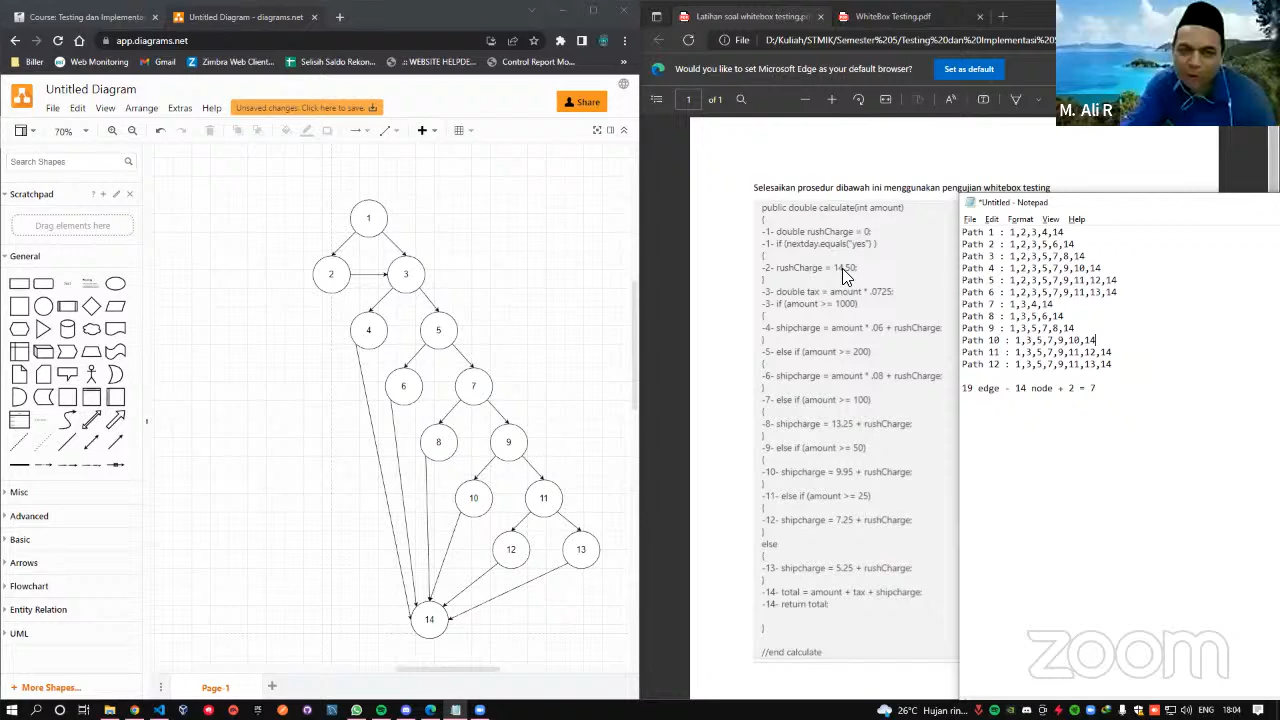 Course: Testing dan Implementa
Untitled Diagram - diagrams.net
app.diagrams.net
Biller
Web Monitoring
Gmail
Zimbra Web Client...
Selisih Saldo Region...
.:: WEBSITE HELDE...
Control Report Mo...
Untitled Diagram
File Edit View Arrange Extras Help
Unsaved changes. Click here to save.
Share
70%
Search Shapes
Scratchpad
Drag elements here
General
Misc
Advanced
Basic
Arrows
Flowchart
Entity Relation
UML
+ More Shapes...
Page-1
1
2
3
4
5
6
7
8
9
10
11
12
13
14
Latihan soal whitebox testing.pd
WhiteBox Testing.pdf
File
D:/Kuliah/STMIK/Semester%205/Testing%20dan%20Implementasi%20
Would you like to set Microsoft Edge as your default browser?
Set as default
1 of 1
M. Ali R
Selesaikan prosedur dibawah ini menggunakan pengujian whitebox testing
public double calculate(int amount)
{
-1- double rushCharge = 0;
-1- if (nextday.equals("yes") )
{
-2- rushCharge = 14.50;
}
-3- double tax = amount * .0725;
-3- if (amount >= 1000)
{
-4- shipcharge = amount * .06 + rushCharge;
}
-5- else if (amount >= 200)
{
-6- shipcharge = amount * .08 + rushCharge;
}
-7- else if (amount >= 100)
{
-8- shipcharge = 13.25 + rushCharge;
}
-9- else if (amount >= 50)
{
-10- shipcharge = 9.95 + rushCharge;
}
-11- else if (amount >= 25)
{
-12- shipcharge = 7.25 + rushCharge;
}
else
{
-13- shipcharge = 5.25 + rushCharge;
}
-14- total = amount + tax + shipcharge;
-14- return total;
}
//end calculate
*Untitled - Notepad
File Edit Format View Help
Path 1 : 1,2,3,4,14
Path 2 : 1,2,3,5,6,14
Path 3 : 1,2,3,5,7,8,14
Path 4 : 1,2,3,5,7,9,10,14
Path 5 : 1,2,3,5,7,9,11,12,14
Path 6 : 1,2,3,5,7,9,11,13,14
Path 7 : 1,3,4,14
Path 8 : 1,3,5,6,14
Path 9 : 1,3,5,7,8,14
Path 10 : 1,3,5,7,9,10,14
Path 11 : 1,3,5,7,9,11,12,14
Path 12 : 1,3,5,7,9,11,13,14
19 edge - 14 node + 2 = 7
zoom
26°C Hujan rin...
ENG
18:04